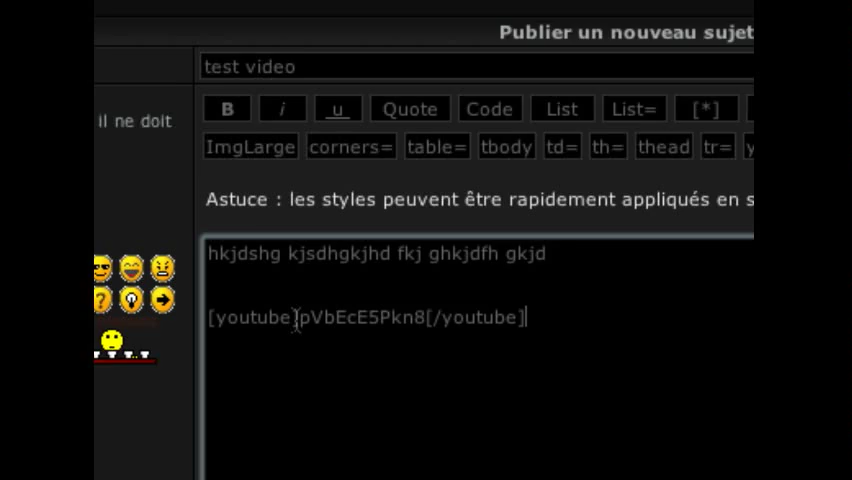 Publier un nouveau sujet
test video
il ne doit
B i u Quote Code List List= [*]
ImgLarge corners= table= tbody td= th= thead tr= y
Astuce : les styles peuvent être rapidement appliqués en s
hkjdshg kjsdhgkjhd fkj ghkjdfh gkjd
[youtube]pVbEcE5Pkn8[/youtube]